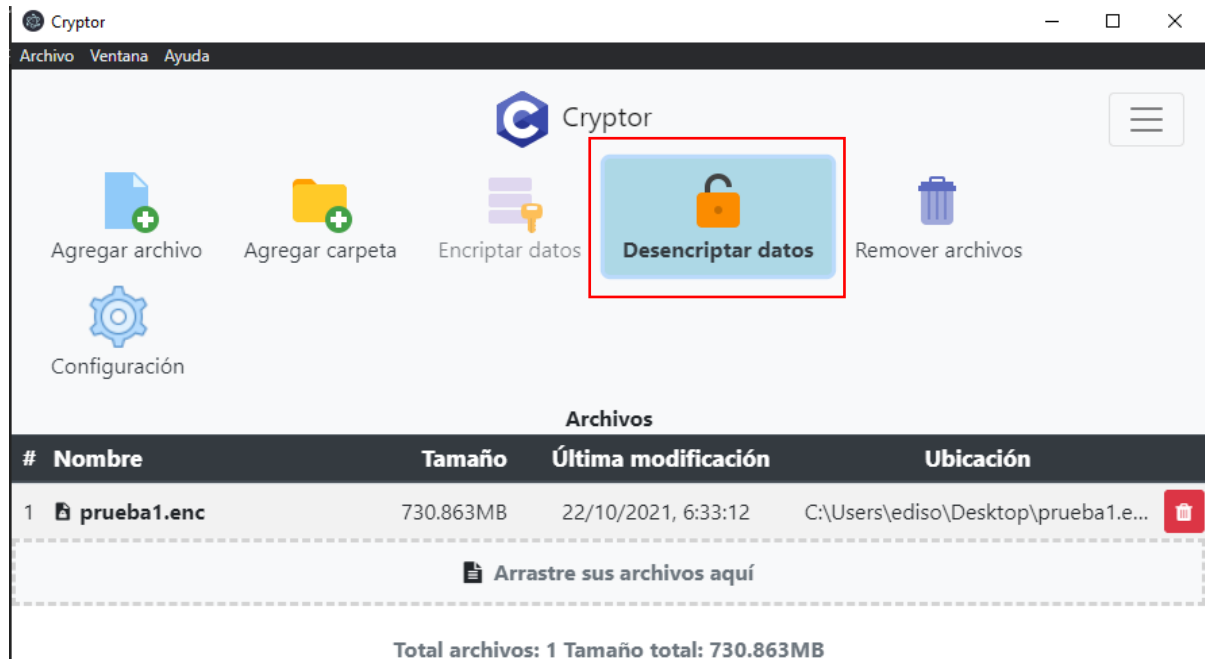 Cryptor
Archivo Ventana Ayuda
Cryptor
Agregar archivo Agregar carpeta Encriptar datos Desencriptar datos Remover archivos
Configuración
Archivos
# Nombre Tamaño Última modificación Ubicación
1 prueba1.enc 730.863MB 22/10/2021, 6:33:12 C:\Users\ediso\Desktop\prueba1.e...
Arrastre sus archivos aquí
Total archivos: 1 Tamaño total: 730.863MB